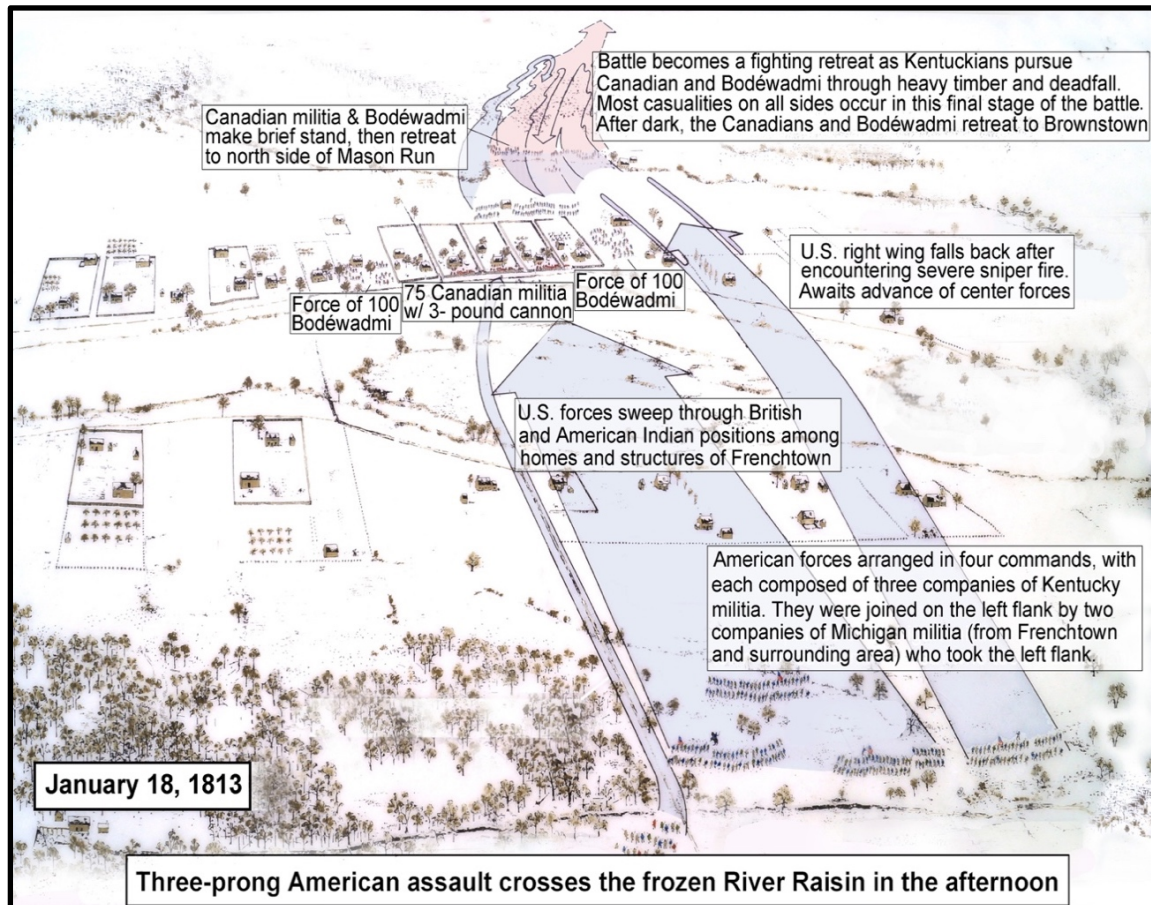 Battle becomes a fighting retreat as Kentuckians pursue
Canadian and Bodéwadmi through heavy timber and deadfall.
Most casualities on all sides occur in this final stage of the battle.
After dark, the Canadians and Bodéwadmi retreat to Brownstown
Canadian militia & Bodéwadmi
make brief stand, then retreat
to north side of Mason Run
U.S. right wing falls back after
encountering severe sniper fire.
Awaits advance of center forces
Force of 100
Bodéwadmi
75 Canadian militia
w/ 3- pound cannon
Force of 100
Bodéwadmi
U.S. forces sweep through British
and American Indian positions among
homes and structures of Frenchtown
American forces arranged in four commands, with
each composed of three companies of Kentucky
militia. They were joined on the left flank by two
companies of Michigan militia (from Frenchtown
and surrounding area) who took the left flank.
January 18, 1813
Three-prong American assault crosses the frozen River Raisin in the afternoon